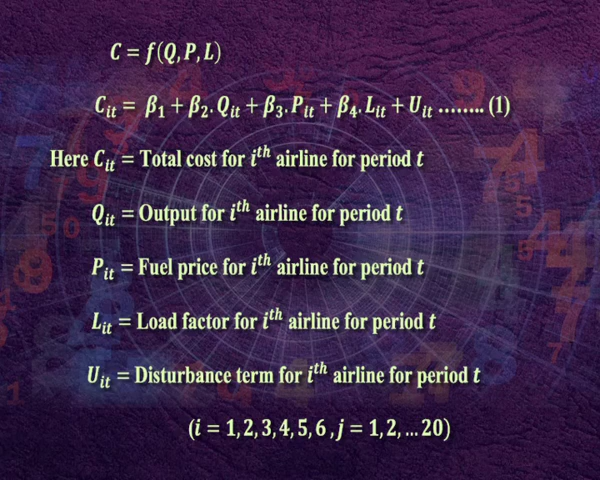 C = f(Q, P, L)
C_it = β_1 + β_2. Q_it + β_3. P_it + β_4. L_it + U_it ........ (1)
Here C_it = Total cost for i^th airline for period t
Q_it = Output for i^th airline for period t
P_it = Fuel price for i^th airline for period t
L_it = Load factor for i^th airline for period t
U_it = Disturbance term for i^th airline for period t
(i = 1, 2, 3, 4, 5, 6 , j = 1, 2, ... 20)